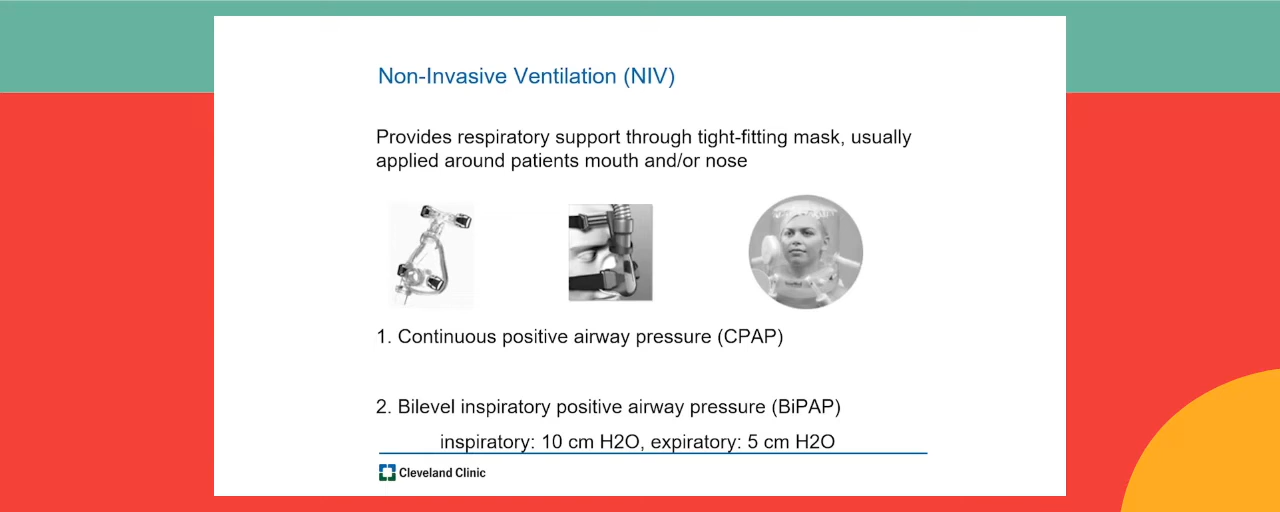 Non-Invasive Ventilation (NIV)
Provides respiratory support through tight-fitting mask, usually
applied around patients mouth and/or nose
1. Continuous positive airway pressure (CPAP)
2. Bilevel inspiratory positive airway pressure (BiPAP)
inspiratory: 10 cm H2O, expiratory: 5 cm H2O
Cleveland Clinic